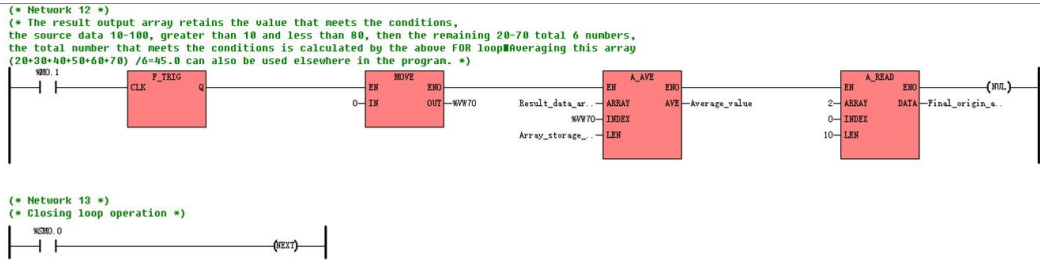 (* Network 12 *)
(* The result output array retains the value that meets the conditions,
the source data 10-100, greater than 10 and less than 80, then the remaining 20-70 total 6 numbers,
the total number that meets the conditions is calculated by the above FOR loop■Averaging this array
(20+30+40+50+60+70) /6=45.0 can also be used elsewhere in the program. *)
%M0.1
F_TRIG
CLK Q
MOVE
EN ENO
0 IN OUT %VW70
A_AVE
EN ENO
Result_data_ar.. ARRAY AVE Average_value
%VW70 INDEX
Array_storage_.. LEN
A_READ
EN ENO
2 ARRAY DATA Final_origin_a..
0 INDEX
10 LEN
(NUL)
(* Network 13 *)
(* Closing loop operation *)
%SM0.0
(NEXT)